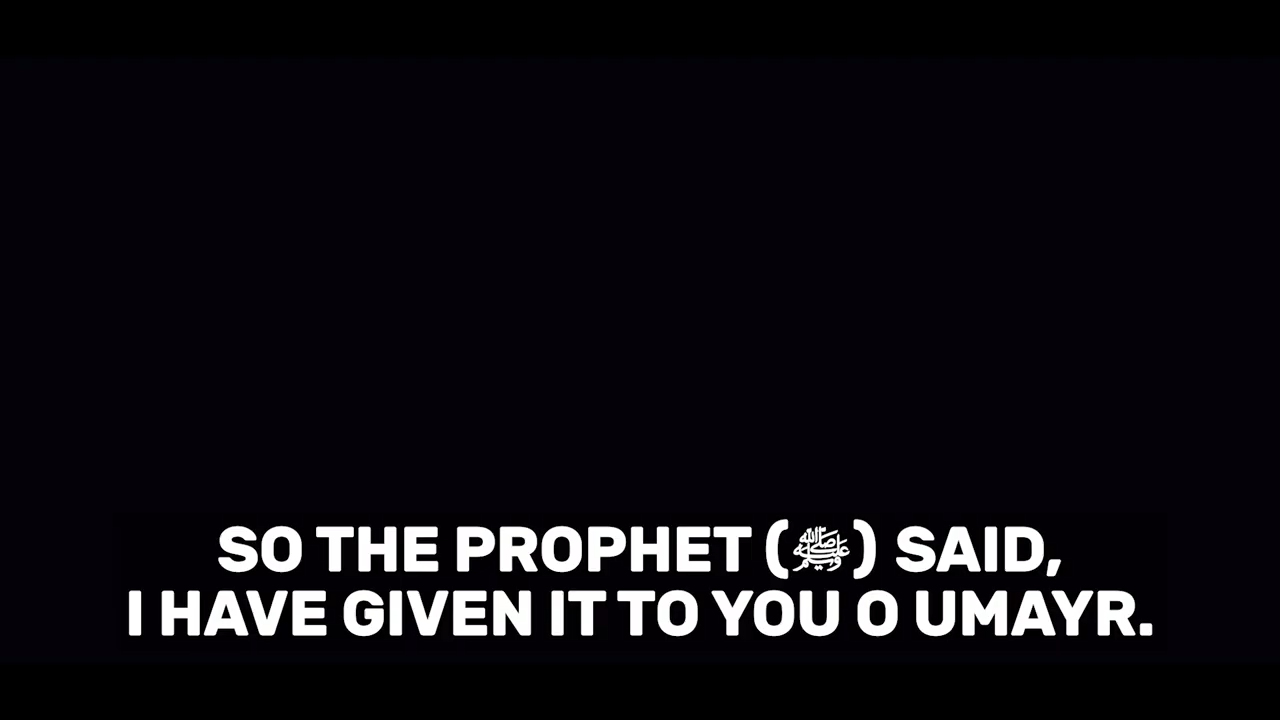 SO THE PROPHET (ﷺ) SAID,
I HAVE GIVEN IT TO YOU O UMAYR.